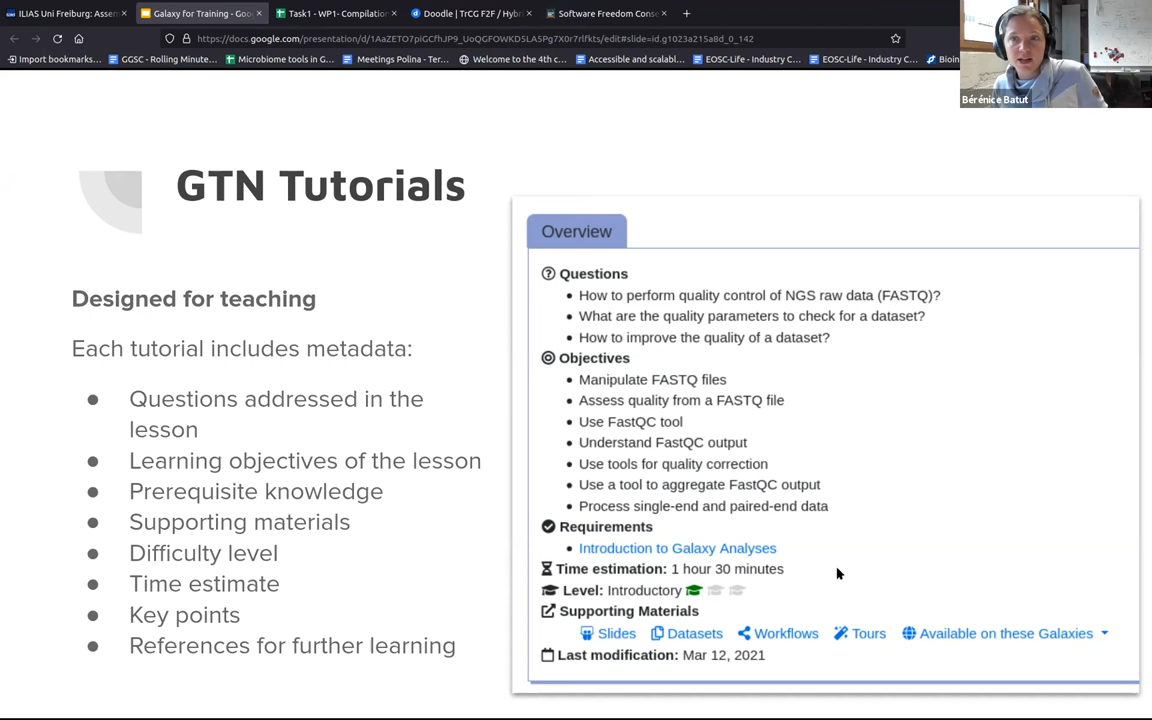 ILIAS Uni Freiburg: Assem
Galaxy for Training - Goo
Task1 - WP1- Compilation
Doodle | TrCG F2F / Hybri
Software Freedom Conse
https://docs.google.com/presentation/d/1AaZETO7piGCfhJP9_UoQGFOWKDSLA5Pg7X0r7rlfkts/edit#slide=id.g1023a215a8d_0_142
Import bookmarks...
GGSC - Rolling Minute...
Microbiome tools in G...
Meetings Polina - Ter...
Welcome to the 4th c...
Accessible and scalabl...
EOSC-Life - Industry C...
EOSC-Life - Industry C...
Bioin
Bérénice Batut
GTN Tutorials
Designed for teaching
Each tutorial includes metadata:
● Questions addressed in the
lesson
● Learning objectives of the lesson
● Prerequisite knowledge
● Supporting materials
● Difficulty level
● Time estimate
● Key points
● References for further learning
Overview
Questions
• How to perform quality control of NGS raw data (FASTQ)?
• What are the quality parameters to check for a dataset?
• How to improve the quality of a dataset?
Objectives
• Manipulate FASTQ files
• Assess quality from a FASTQ file
• Use FastQC tool
• Understand FastQC output
• Use tools for quality correction
• Use a tool to aggregate FastQC output
• Process single-end and paired-end data
Requirements
• Introduction to Galaxy Analyses
Time estimation: 1 hour 30 minutes
Level: Introductory
Supporting Materials
Slides Datasets Workflows Tours Available on these Galaxies
Last modification: Mar 12, 2021